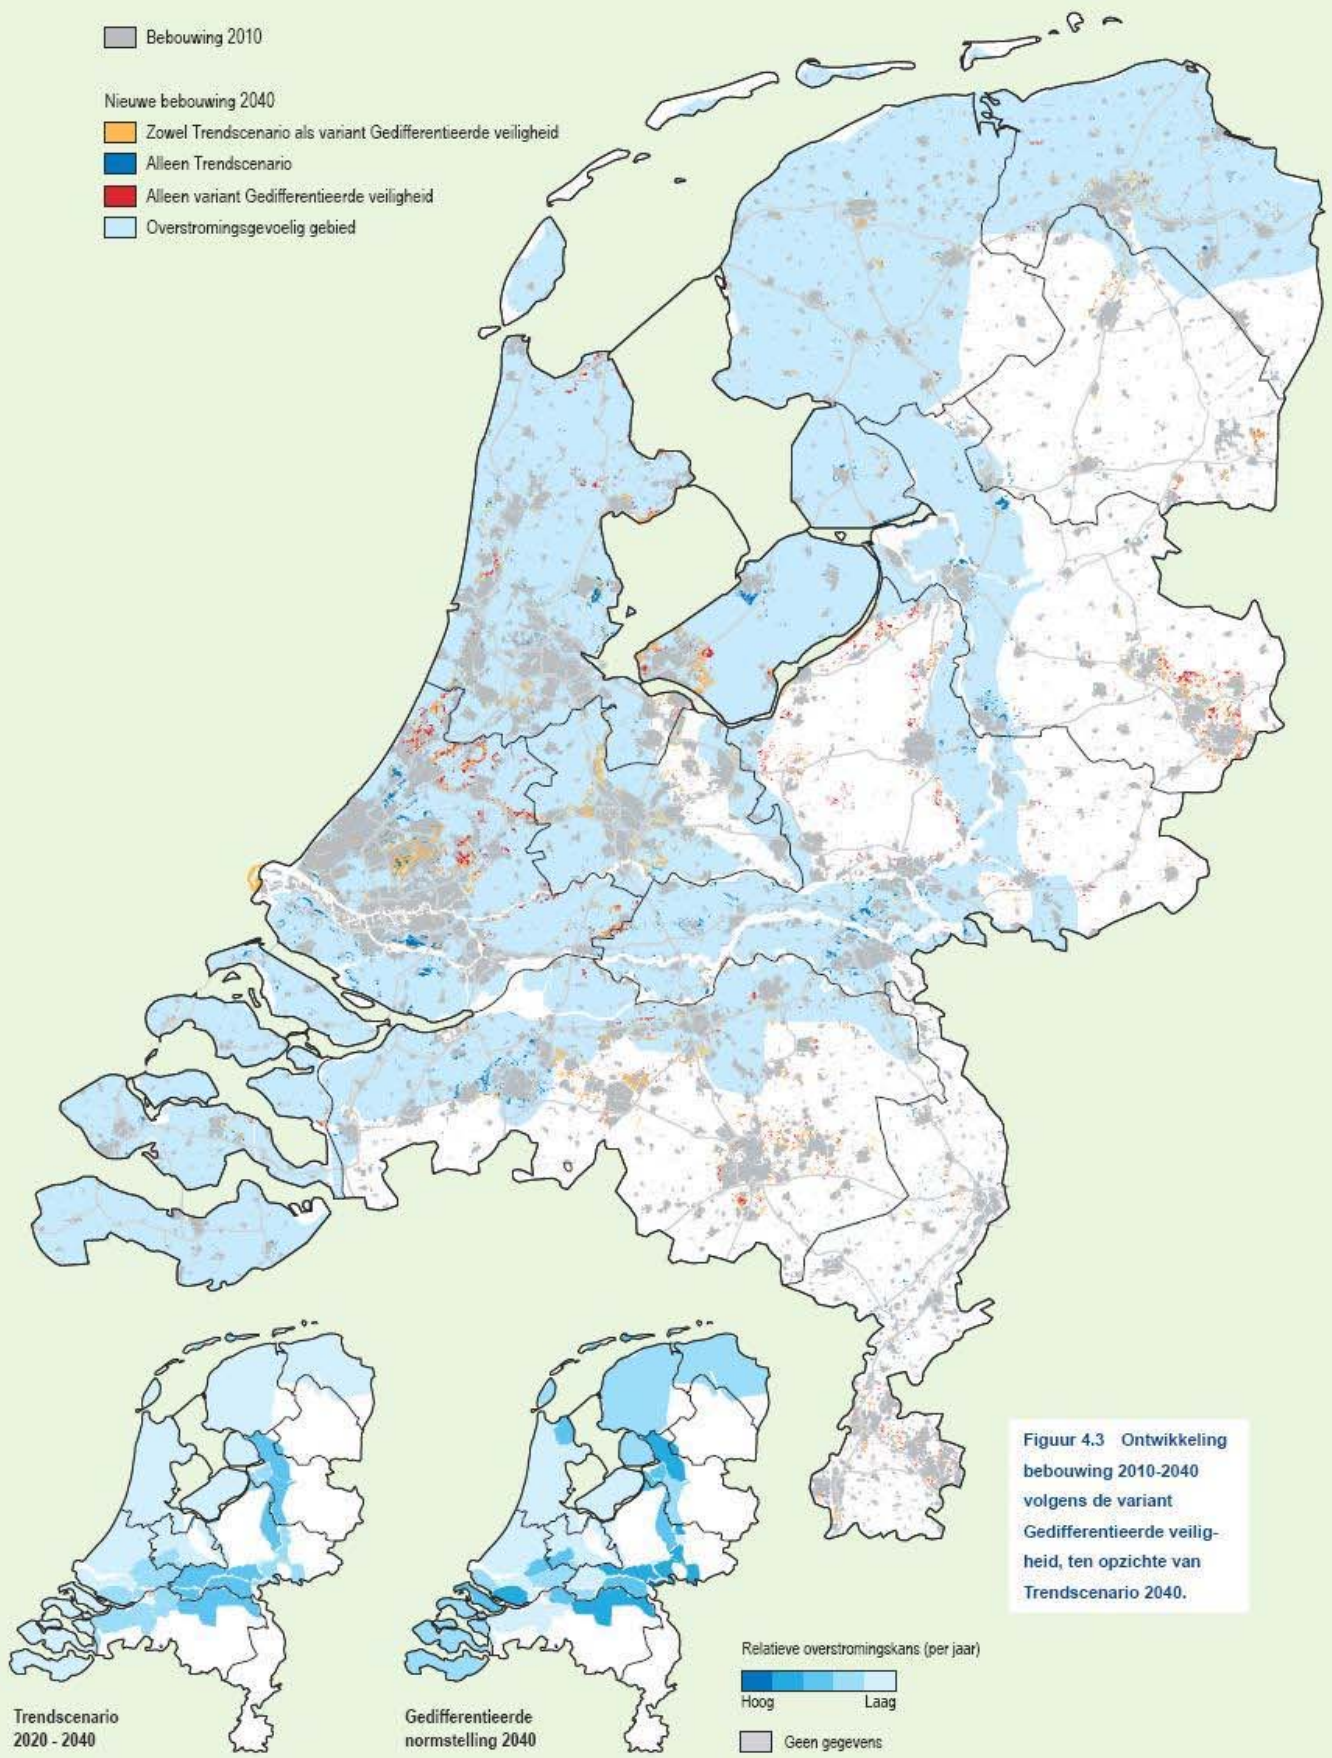 Bebouwing 2010
Nieuwe bebouwing 2040
Zowel Trendscenario als variant Gedifferentieerde veiligheid
Alleen Trendscenario
Alleen variant Gedifferentieerde veiligheid
Overstromingsgevoelig gebied
Trendscenario
2020 - 2040
Gedifferentieerde
normstelling 2040
Figuur 4.3 Ontwikkeling
bebouwing 2010-2040
volgens de variant
Gedifferentieerde veilig-
heid, ten opzichte van
Trendscenario 2040.
Relatieve overstromingskans (per jaar)
Hoog Laag
Geen gegevens